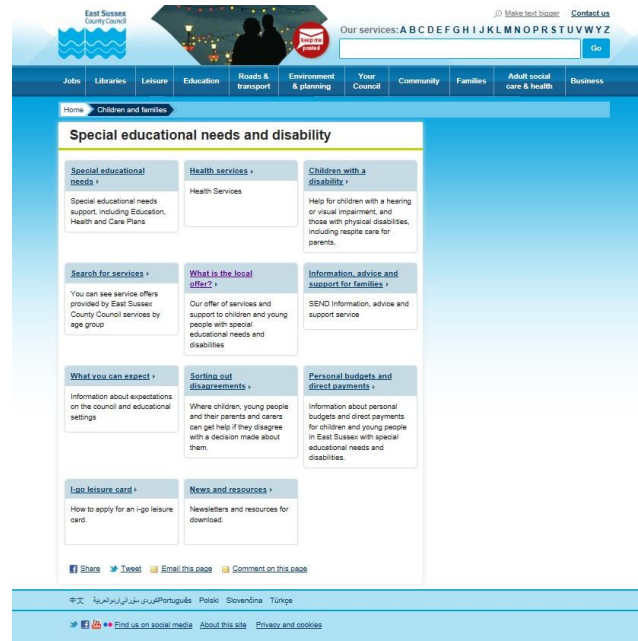 East Sussex
County Council
keep me
posted
Make text bigger Contact us
Our services: A B C D E F G H I J K L M N O P R S T U V W Y Z
Go
Jobs Libraries Leisure Education Roads & transport Environment & planning Your Council Community Families Adult social care & health Business
Home Children and families
Special educational needs and disability
Special educational
needs ›
Special educational needs
support, including Education,
Health and Care Plans
Health services ›
Health Services
Children with a
disability ›
Help for children with a hearing
or visual impairment, and
those with physical disabilities,
including respite care for
parents.
Search for services ›
You can see service offers
provided by East Sussex
County Council services by
age group
What is the local
offer? ›
Our offer of services and
support to children and young
people with special
educational needs and
disabilities
Information, advice and
support for families ›
SEND Information, advice and
support service
What you can expect ›
Information about expectations
on the council and educational
settings
Sorting out
disagreements ›
Where children, young people
and their parents and carers
can get help if they disagree
with a decision made about
them.
Personal budgets and
direct payments ›
Information about personal
budgets and direct payments
for children and young people
in East Sussex with special
educational needs and
disabilities.
I-go leisure card ›
How to apply for an i-go leisure
card.
News and resources ›
Newsletters and resources for
download.
Share Tweet Email this page Comment on this page
中文 العربية اردو کوردی سۆرانی Português Polski Slovenčina Türkçe
Find us on social media About this site Privacy and cookies